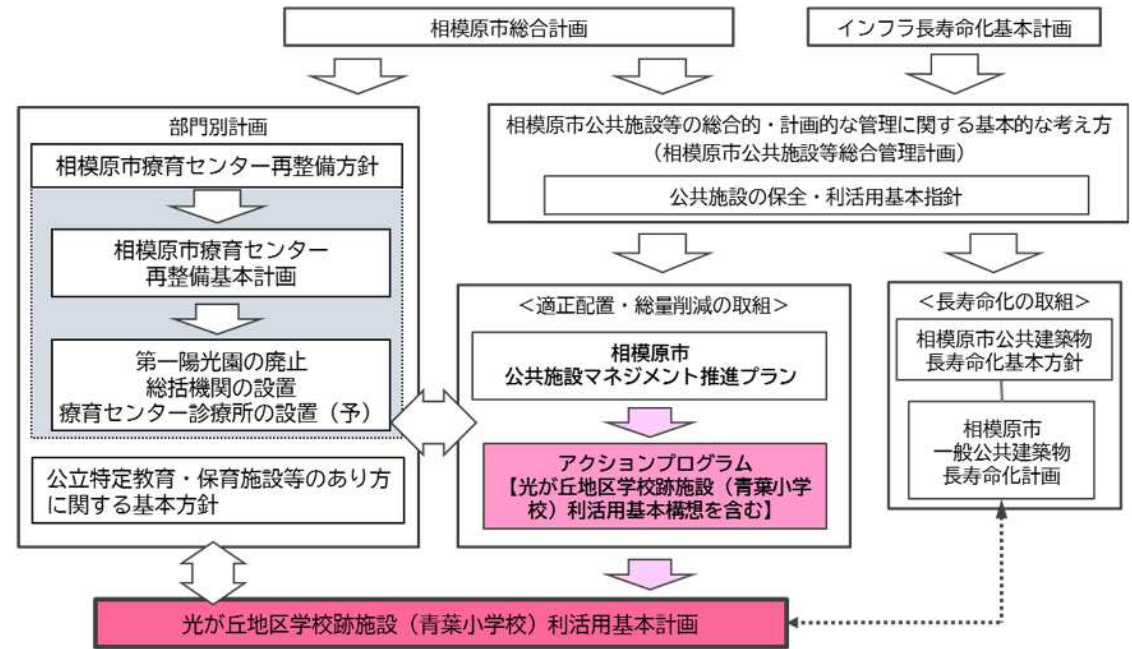 相模原市総合計画
インフラ長寿命化基本計画
部門別計画
相模原市療育センター再整備方針
相模原市療育センター
再整備基本計画
第一陽光園の廃止
総括機関の設置
療育センター診療所の設置（予）
公立特定教育・保育施設等のあり方
に関する基本方針
相模原市公共施設等の総合的・計画的な管理に関する基本的な考え方
（相模原市公共施設等総合管理計画）
公共施設の保全・利活用基本指針
＜適正配置・総量削減の取組＞
相模原市
公共施設マネジメント推進プラン
アクションプログラム
【光が丘地区学校跡施設（青葉小学
校）利活用基本構想を含む】
＜長寿命化の取組＞
相模原市公共建築物
長寿命化基本方針
相模原市
一般公共建築物
長寿命化計画
光が丘地区学校跡施設（青葉小学校）利活用基本計画